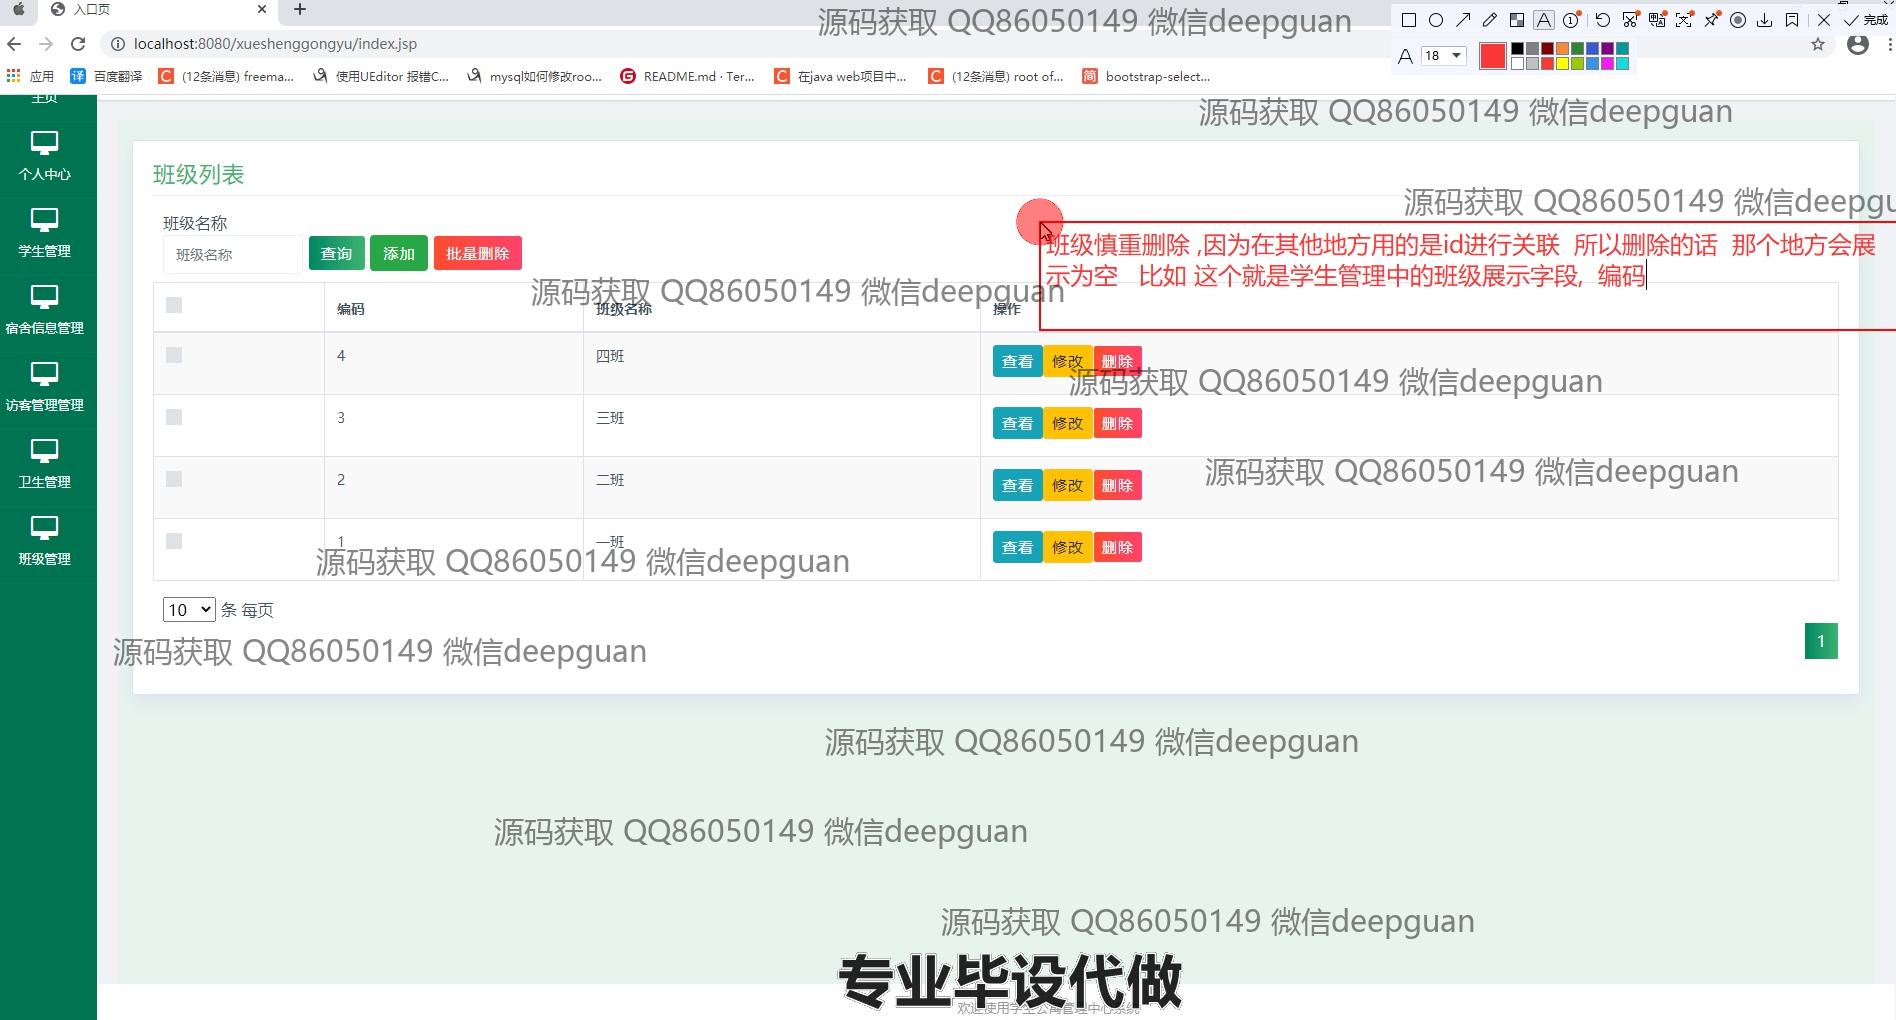 入口页
源码获取 QQ86050149 微信deepguan
完成
localhost:8080/xueshenggongyu/index.jsp
A 18
应用 百度翻译 (12条消息) freema... 使用UEditor 报错C... mysql如何修改roo... README.md · Ter... 在java web项目中... (12条消息) root of... bootstrap-select...
主页
源码获取 QQ86050149 微信deepguan
个人中心
班级列表
源码获取 QQ86050149 微信deepgu
学生管理
班级名称
班级名称 查询 添加 批量删除
班级慎重删除 ,因为在其他地方用的是id进行关联 所以删除的话 那个地方会展
示为空 比如 这个就是学生管理中的班级展示字段, 编码
源码获取 QQ86050149 微信deepguan
编码 班级名称 操作
宿舍信息管理
4 四班 查看 修改 删除
源码获取 QQ86050149 微信deepguan
访客管理管理
3 三班 查看 修改 删除
源码获取 QQ86050149 微信deepguan
卫生管理
2 二班 查看 修改 删除
1 一班 查看 修改 删除
班级管理
源码获取 QQ86050149 微信deepguan
10 条 每页
1
源码获取 QQ86050149 微信deepguan
源码获取 QQ86050149 微信deepguan
源码获取 QQ86050149 微信deepguan
源码获取 QQ86050149 微信deepguan
专业毕设代做
欢迎使用学生公寓管理中心系统